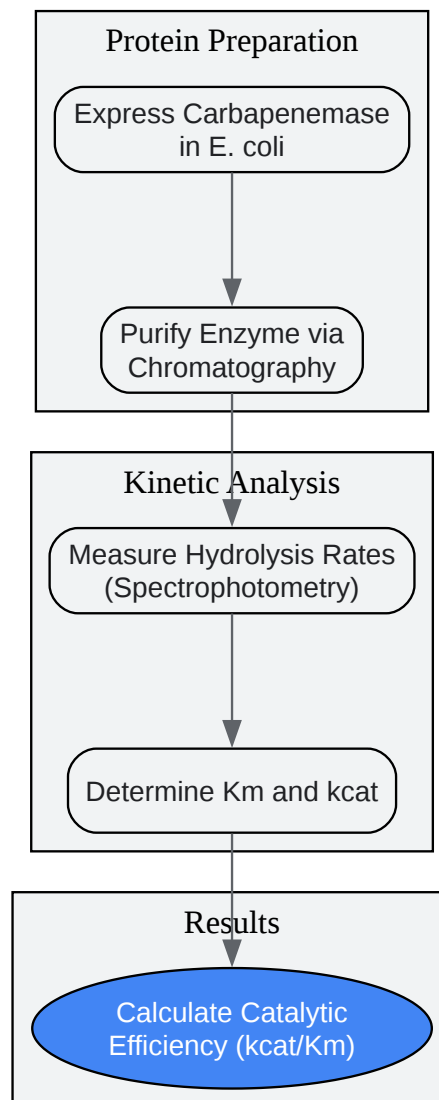 Protein Preparation
Express Carbapenemase
in E. coli
Purify Enzyme via
Chromatography
Kinetic Analysis
Measure Hydrolysis Rates
(Spectrophotometry)
Determine Km and kcat
Results
Calculate Catalytic
Efficiency (kcat/Km)